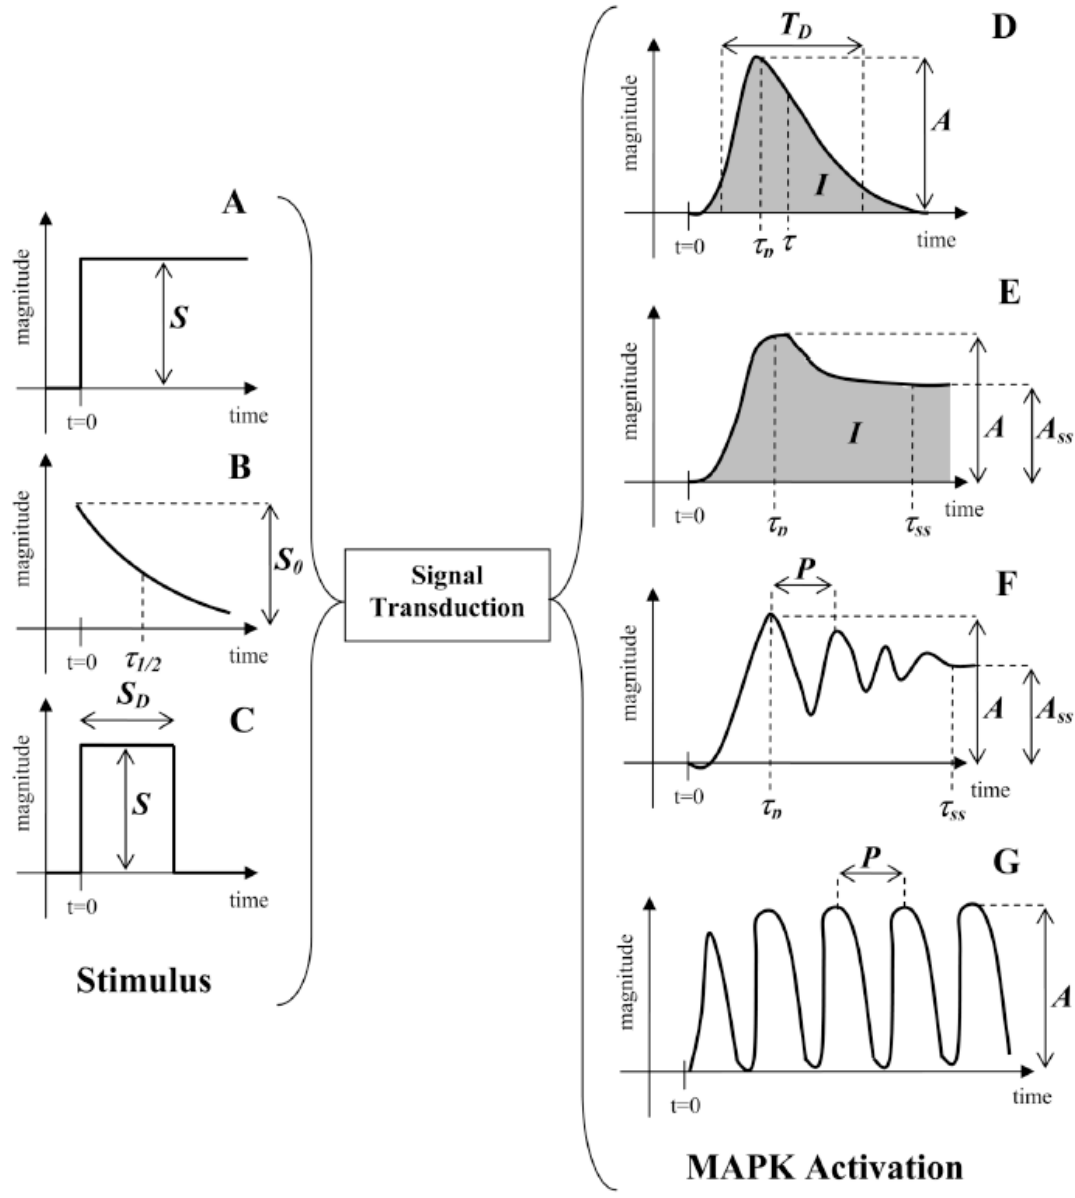 A
magnitude
S
t=0
time
B
magnitude
S0
t=0
τ1/2
time
SD
C
magnitude
S
t=0
time
Stimulus
Signal
Transduction
TD
D
magnitude
A
I
t=0
τp
τ
time
E
magnitude
I
A
Ass
t=0
τp
τss
time
P
F
magnitude
A
Ass
t=0
τp
τss
time
P
G
magnitude
A
t=0
time
MAPK Activation